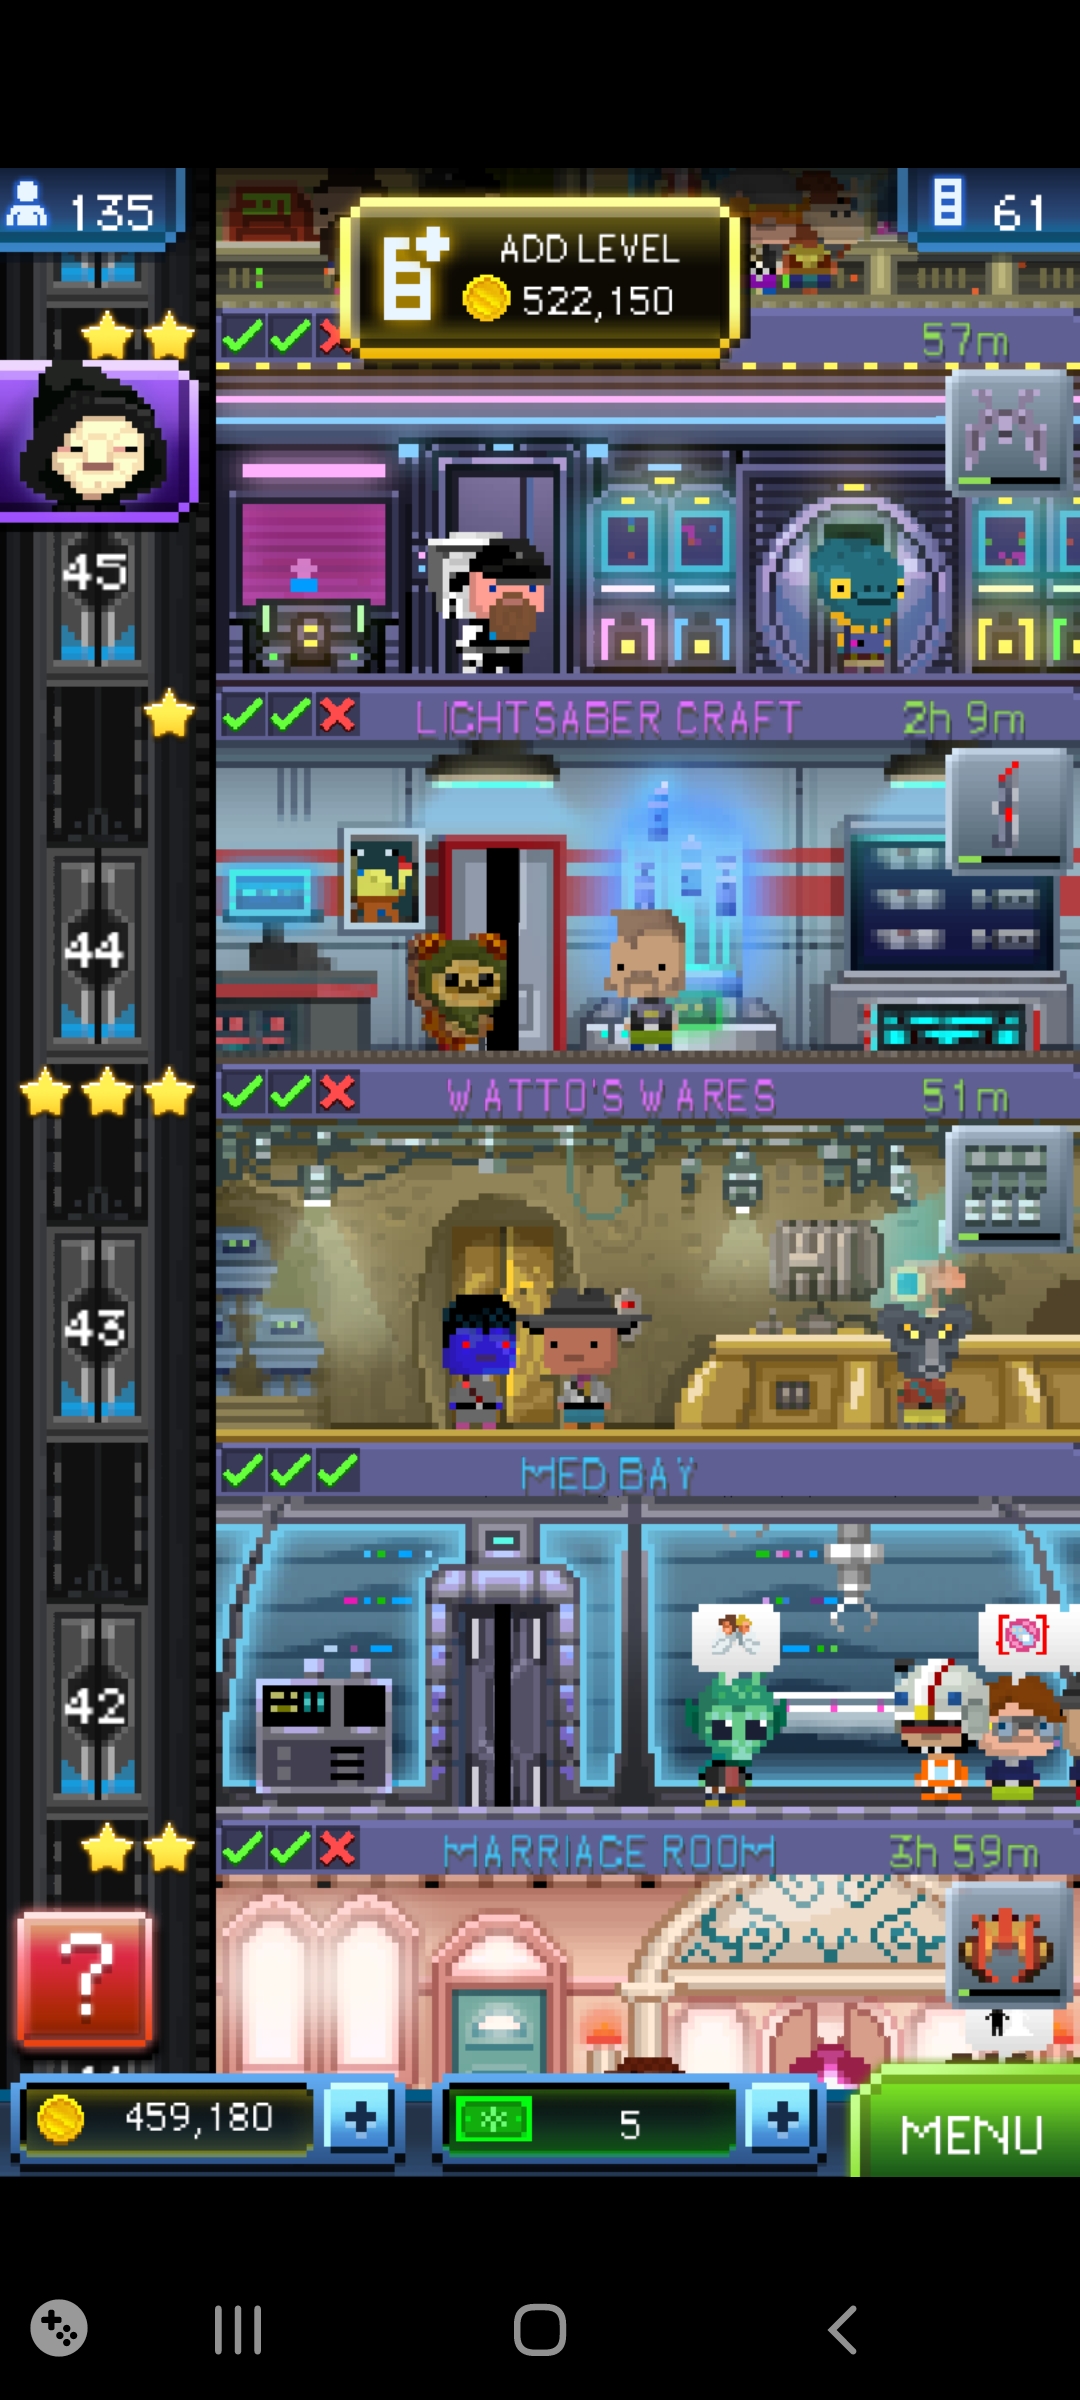 135
ADD LEVEL
522,150
61
57m
45
LIGHTSABER CRAFT
2h 9m
44
WATTO'S WARES
51m
43
MED BAY
42
MARRIAGE ROOM
3h 59m
?
459,180
5
MENU